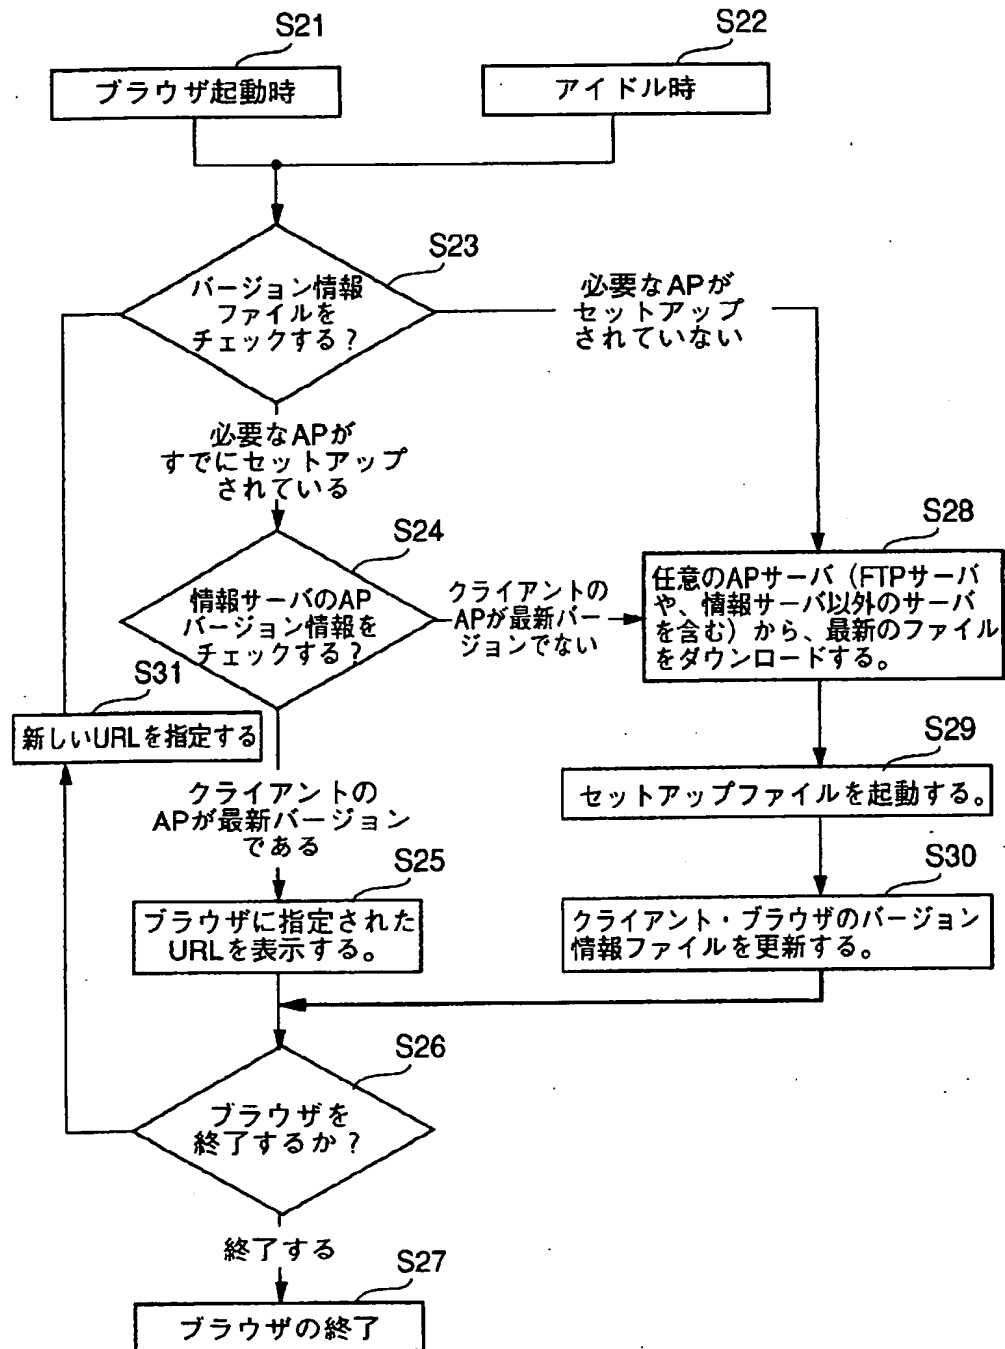 S21
ブラウザ起動時
S22
アイドル時
S23
バージョン情報
ファイルを
チェックする？
必要なAPが
セットアップ
されていない
必要なAPが
すでにセットアップ
されている
S24
情報サーバのAP
バージョン情報を
チェックする？
クライアントの
APが最新バー
ジョンでない
S28
任意のAPサーバ（FTPサーバ
や、情報サーバ以外のサーバ
を含む）から、最新のファイル
をダウンロードする。
S31
新しいURLを指定する
S29
セットアップファイルを起動する。
クライアントの
APが最新バージョン
である
S25
ブラウザに指定された
URLを表示する。
S30
クライアント・ブラウザのバージョン
情報ファイルを更新する。
S26
ブラウザを
終了するか？
終了する
S27
ブラウザの終了